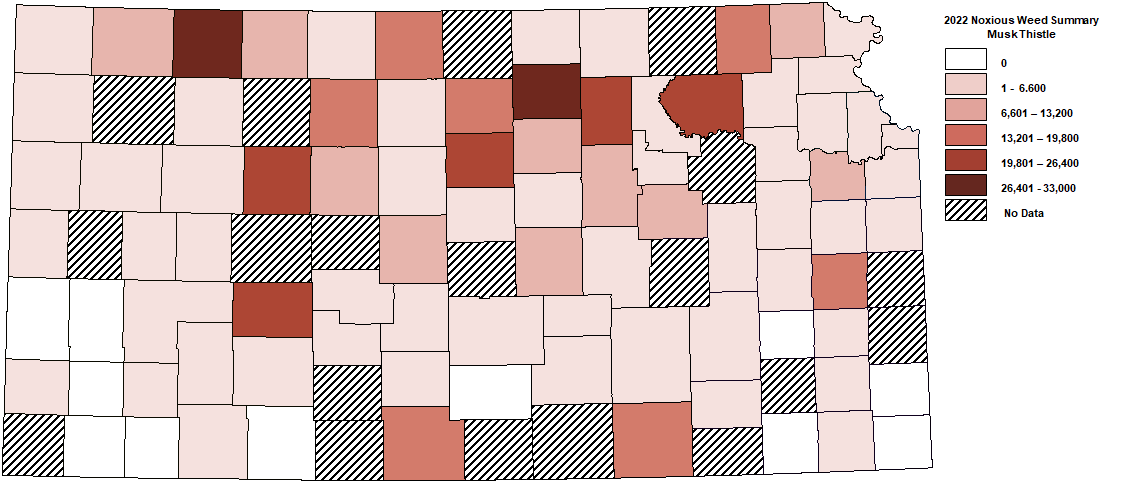 2022 Noxious Weed Summary
Musk Thistle
0
1 - 6.600
6,601 – 13,200
13,201 – 19,800
19,801 – 26,400
26,401 - 33,000
No Data